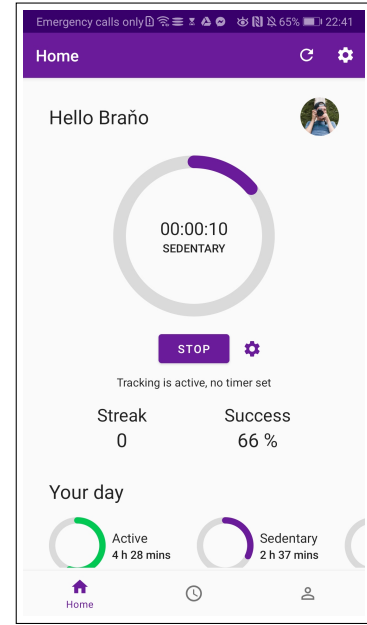 Emergency calls only 65% 22:41
Home
Hello Braňo
00:00:10
SEDENTARY
STOP
Tracking is active, no timer set
Streak Success
0 66 %
Your day
Active Sedentary
4 h 28 mins 2 h 37 mins
Home